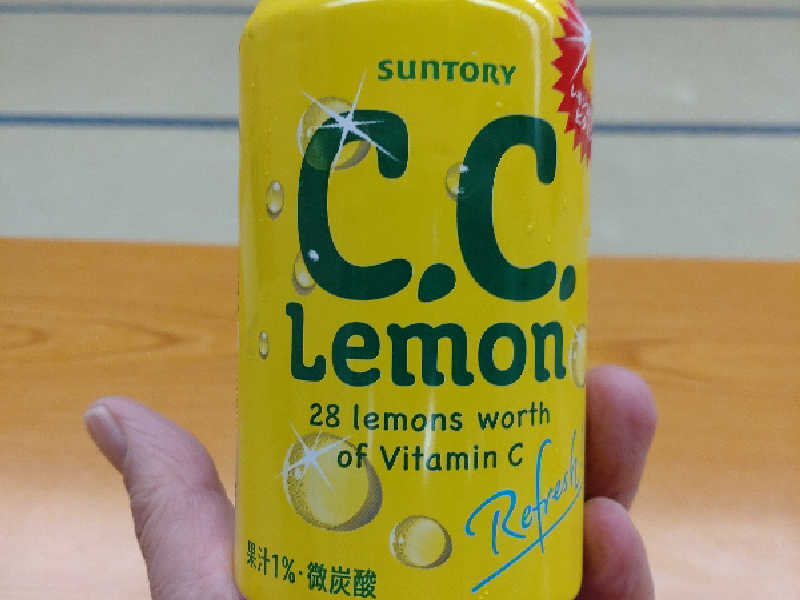 SUNTORY
C.C.
Lemon
28 lemons worth
of Vitamin C
Refresh
果汁1%・微炭酸